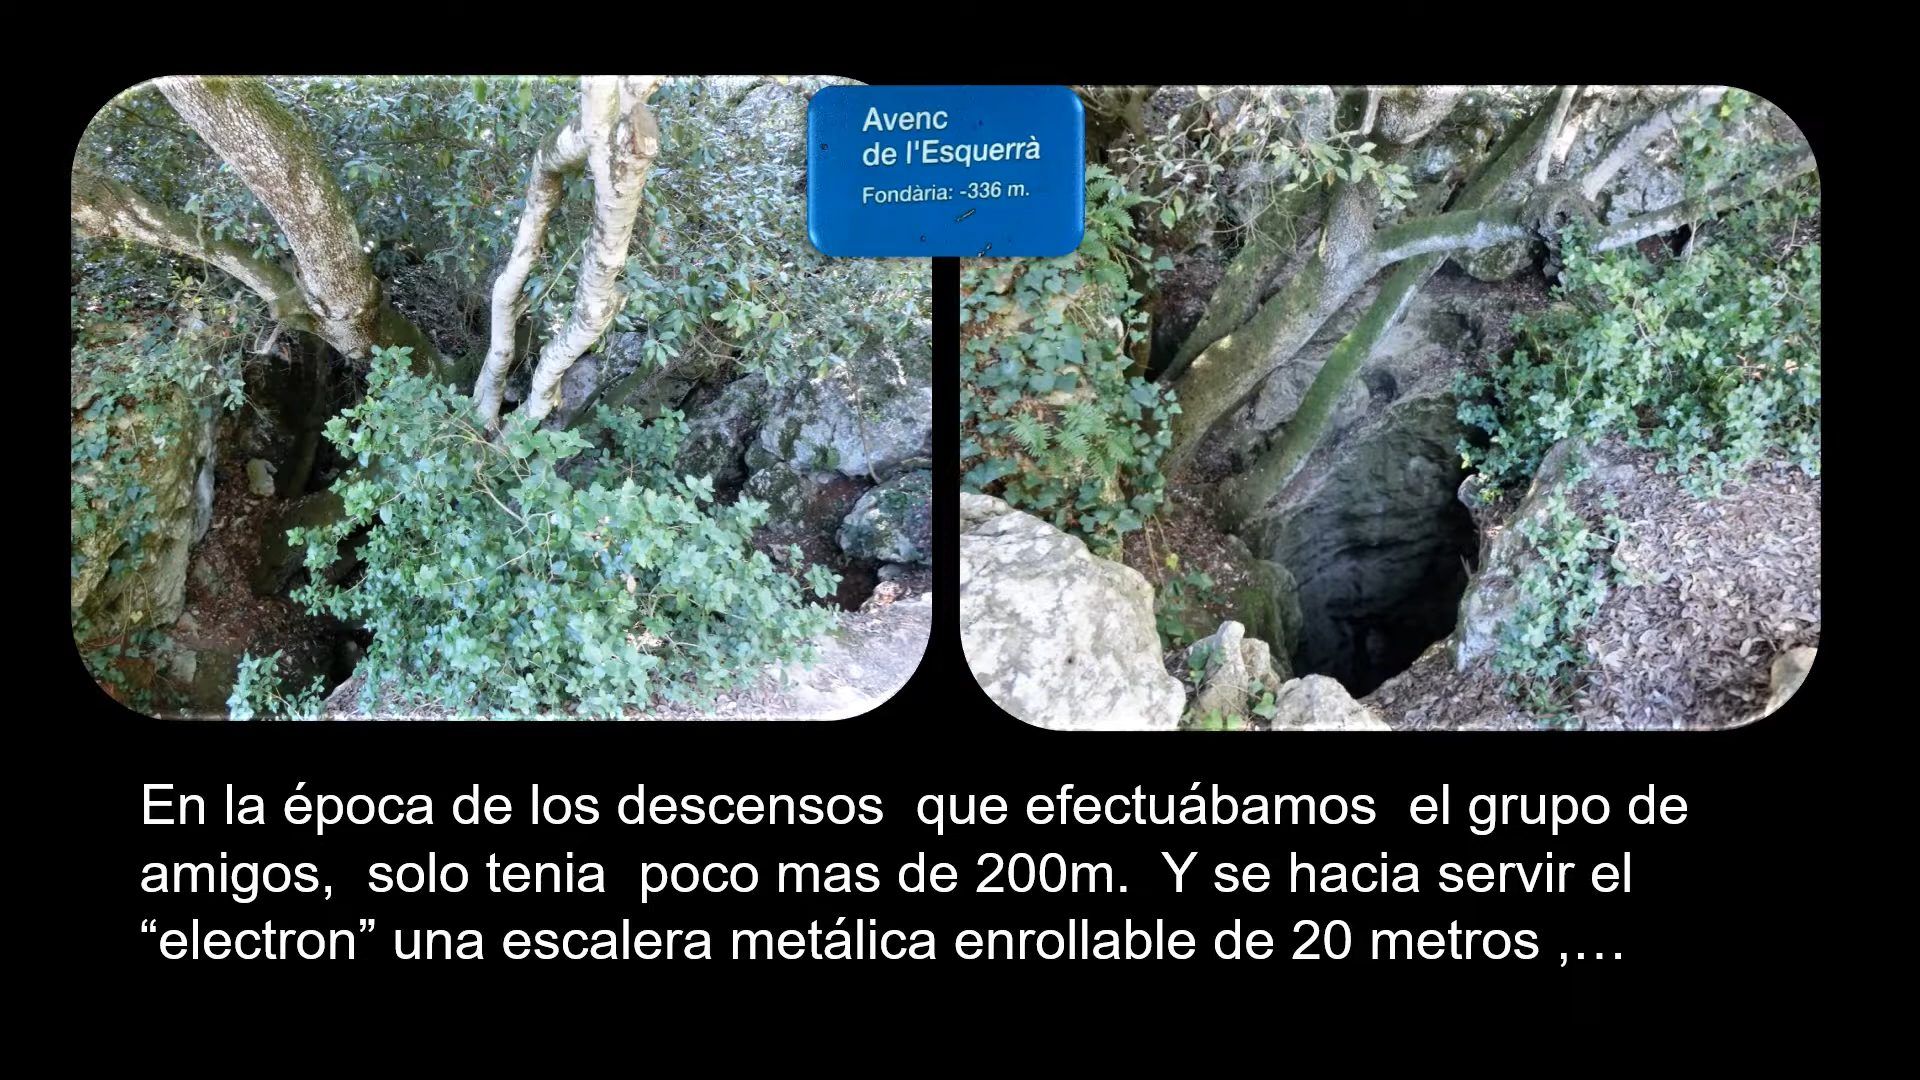 Avenc
de l'Esquerrà
Fondària: -336 m.
En la época de los descensos  que efectuábamos  el grupo de
amigos,  solo tenia  poco mas de 200m.  Y se hacia servir el
“electron” una escalera metálica enrollable de 20 metros ,…